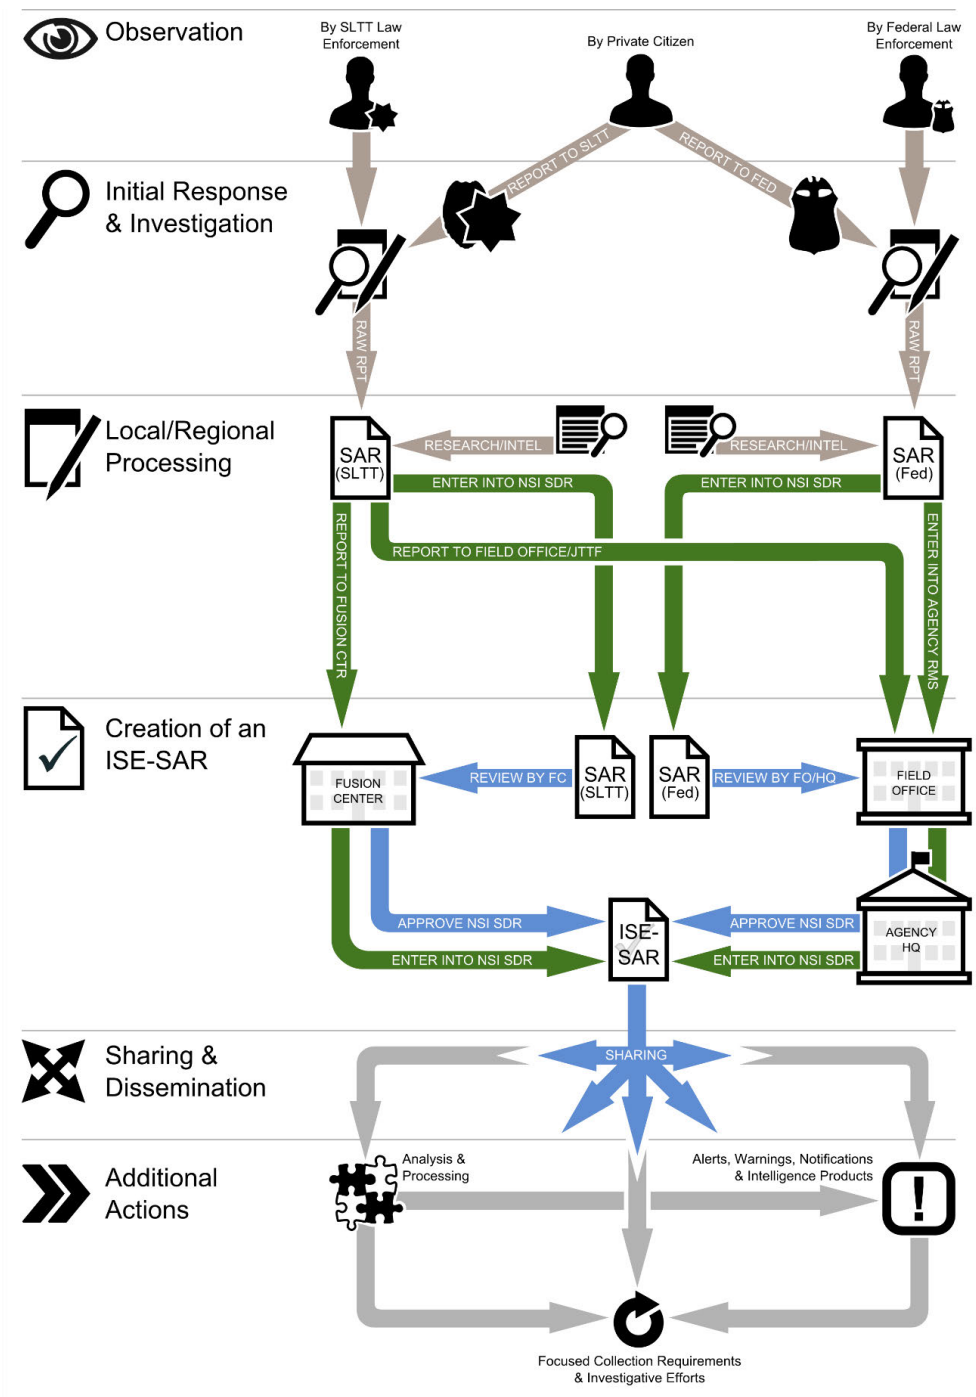 Observation
By SLTT Law
Enforcement
By Private Citizen
By Federal Law
Enforcement
REPORT TO SLTT
REPORT TO FED
Initial Response
& Investigation
RAW RPT
RAW RPT
Local/Regional
Processing
SAR
(SLTT)
RESEARCH/INTEL
RESEARCH/INTEL
SAR
(Fed)
ENTER INTO NSI SDR
ENTER INTO NSI SDR
REPORT TO FIELD OFFICE/JTTF
REPORT TO FUSION CTR
ENTER INTO AGENCY RMS
Creation of an
ISE-SAR
FUSION
CENTER
REVIEW BY FC
SAR
(SLTT)
SAR
(Fed)
REVIEW BY FO/HQ
FIELD
OFFICE
APPROVE NSI SDR
ENTER INTO NSI SDR
ISE-
SAR
APPROVE NSI SDR
ENTER INTO NSI SDR
AGENCY
HQ
Sharing &
Dissemination
SHARING
Additional
Actions
Analysis &
Processing
Alerts, Warnings, Notifications
& Intelligence Products
!
Focused Collection Requirements
& Investigative Efforts